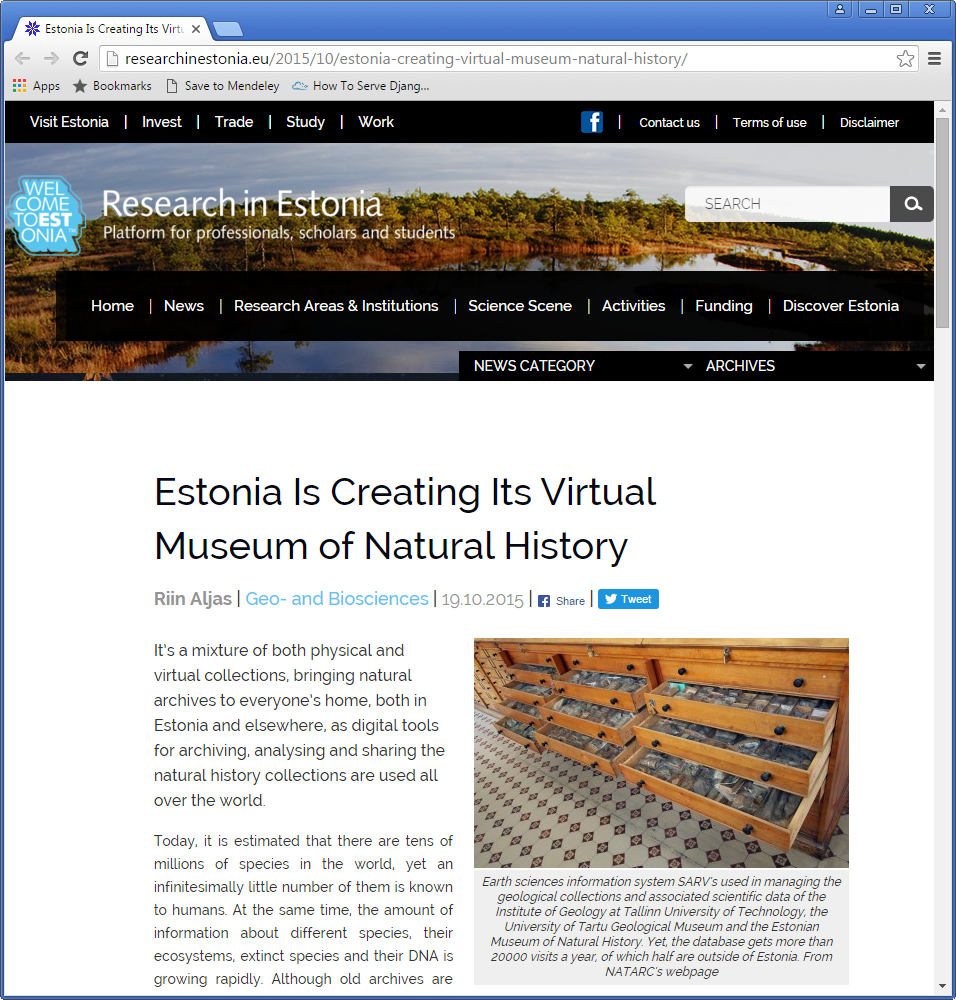 Estonia Is Creating Its Virtu
researchinestonia.eu/2015/10/estonia-creating-virtual-museum-natural-history/
Apps Bookmarks Save to Mendeley How To Serve Djang...
Visit Estonia | Invest | Trade | Study | Work f | Contact us | Terms of use | Disclaimer
WEL
COME
TOEST
ONIA™
Research in Estonia
Platform for professionals, scholars and students
SEARCH
Home | News | Research Areas & Institutions | Science Scene | Activities | Funding | Discover Estonia
NEWS CATEGORY ARCHIVES
Estonia Is Creating Its Virtual
Museum of Natural History
Riin Aljas | Geo- and Biosciences | 19.10.2015 | Share | Tweet
It's a mixture of both physical and
virtual collections, bringing natural
archives to everyone's home, both in
Estonia and elsewhere, as digital tools
for archiving, analysing and sharing the
natural history collections are used all
over the world.
Today, it is estimated that there are tens of
millions of species in the world, yet an
infinitesimally little number of them is known
to humans. At the same time, the amount of
information about different species, their
ecosystems, extinct species and their DNA is
growing rapidly. Although old archives are
Earth sciences information system SARV's used in managing the
geological collections and associated scientific data of the
Institute of Geology at Tallinn University of Technology, the
University of Tartu Geological Museum and the Estonian
Museum of Natural History. Yet, the database gets more than
20000 visits a year, of which half are outside of Estonia. From
NATARC's webpage